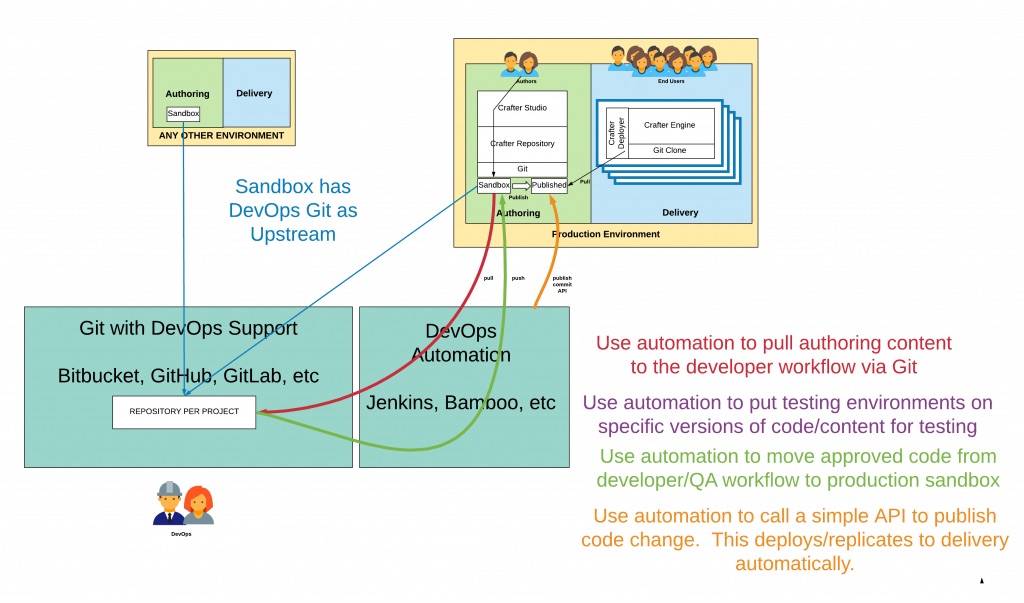 Authoring
Delivery
Sandbox
ANY OTHER ENVIRONMENT
Authors
End Users
Crafter Studio
Crafter Repository
Git
Sandbox
Published
Publish
Authoring
Crafter
Deployer
Crafter Engine
Git Clone
Pull
Delivery
Production Environment
Sandbox has
DevOps Git as
Upstream
pull
push
publish
commit
API
Git with DevOps Support
Bitbucket, GitHub, GitLab, etc
REPOSITORY PER PROJECT
DevOps
Automation
Jenkins, Bamboo, etc
DevOps
Use automation to pull authoring content
to the developer workflow via Git
Use automation to put testing environments on
specific versions of code/content for testing
Use automation to move approved code from
developer/QA workflow to production sandbox
Use automation to call a simple API to publish
code change. This deploys/replicates to delivery
automatically.